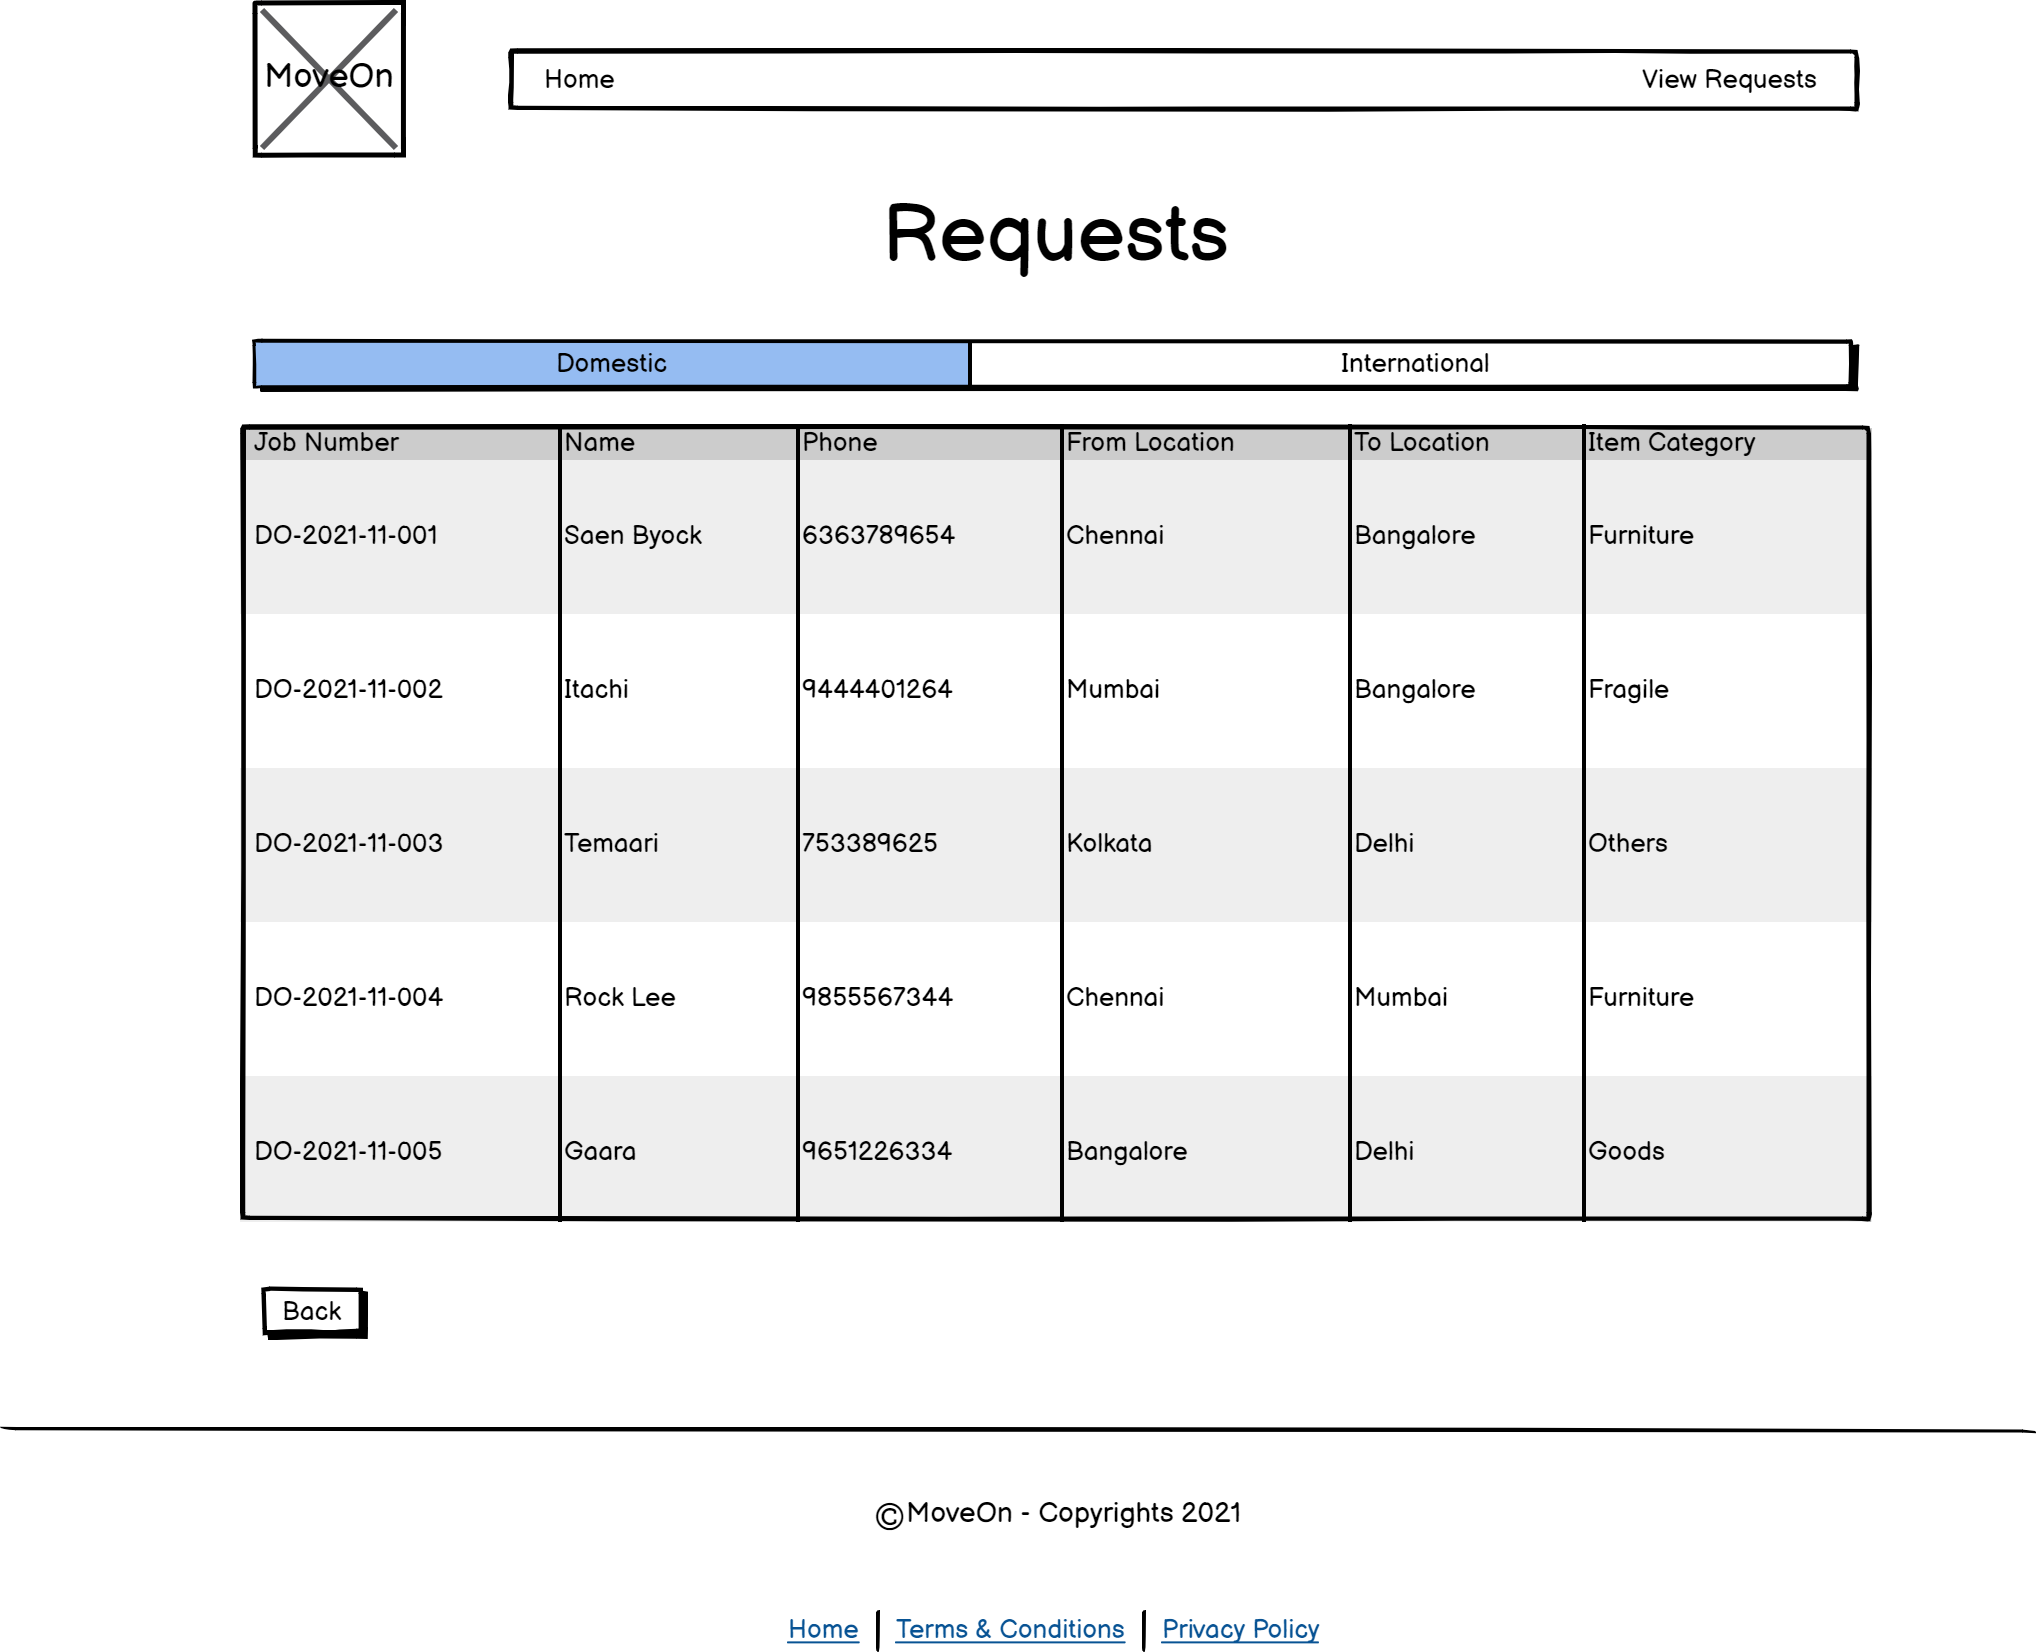 MoveOn
Home View Requests
Requests
Domestic International
Job Number Name Phone From Location To Location Item Category
DO-2021-11-001 Saen Byock 6363789654 Chennai Bangalore Furniture
DO-2021-11-002 Itachi 9444401264 Mumbai Bangalore Fragile
DO-2021-11-003 Temaari 753389625 Kolkata Delhi Others
DO-2021-11-004 Rock Lee 9855567344 Chennai Mumbai Furniture
DO-2021-11-005 Gaara 9651226334 Bangalore Delhi Goods
Back
©MoveOn - Copyrights 2021
Home | Terms & Conditions | Privacy Policy